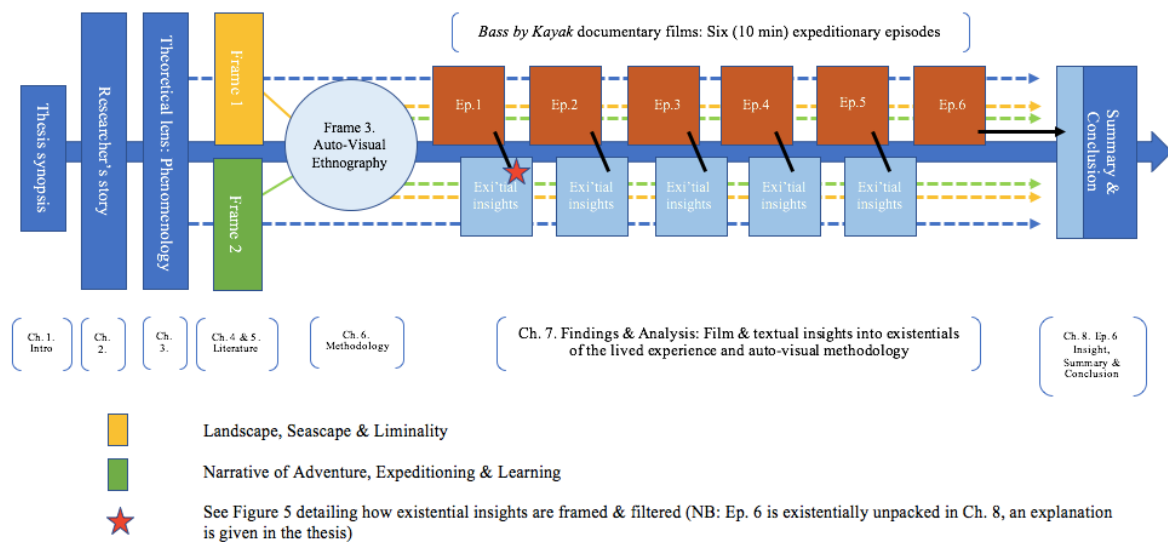 Bass by Kayak documentary films: Six (10 min) expeditionary episodes
Thesis synopsis
Researcher's story
Theoretical lens: Phenomenology
Frame 1
Frame 2
Frame 3.
Auto-Visual
Ethnography
Ep.1
Ep.2
Ep.3
Ep.4
Ep.5
Ep.6
Exi'tial
insights
Exi'tial
insights
Exi'tial
insights
Exi'tial
insights
Exi'tial
insights
Summary &
Conclusion
Ch. 1.
Intro
Ch.
2.
Ch.
3.
Ch. 4 & 5.
Literature
Ch. 6.
Methodology
Ch. 7. Findings & Analysis: Film & textual insights into existentials
of the lived experience and auto-visual methodology
Ch. 8. Ep. 6
Insight,
Summary &
Conclusion
Landscape, Seascape & Liminality
Narrative of Adventure, Expeditioning & Learning
See Figure 5 detailing how existential insights are framed & filtered (NB: Ep. 6 is existentially unpacked in Ch. 8, an explanation
is given in the thesis)